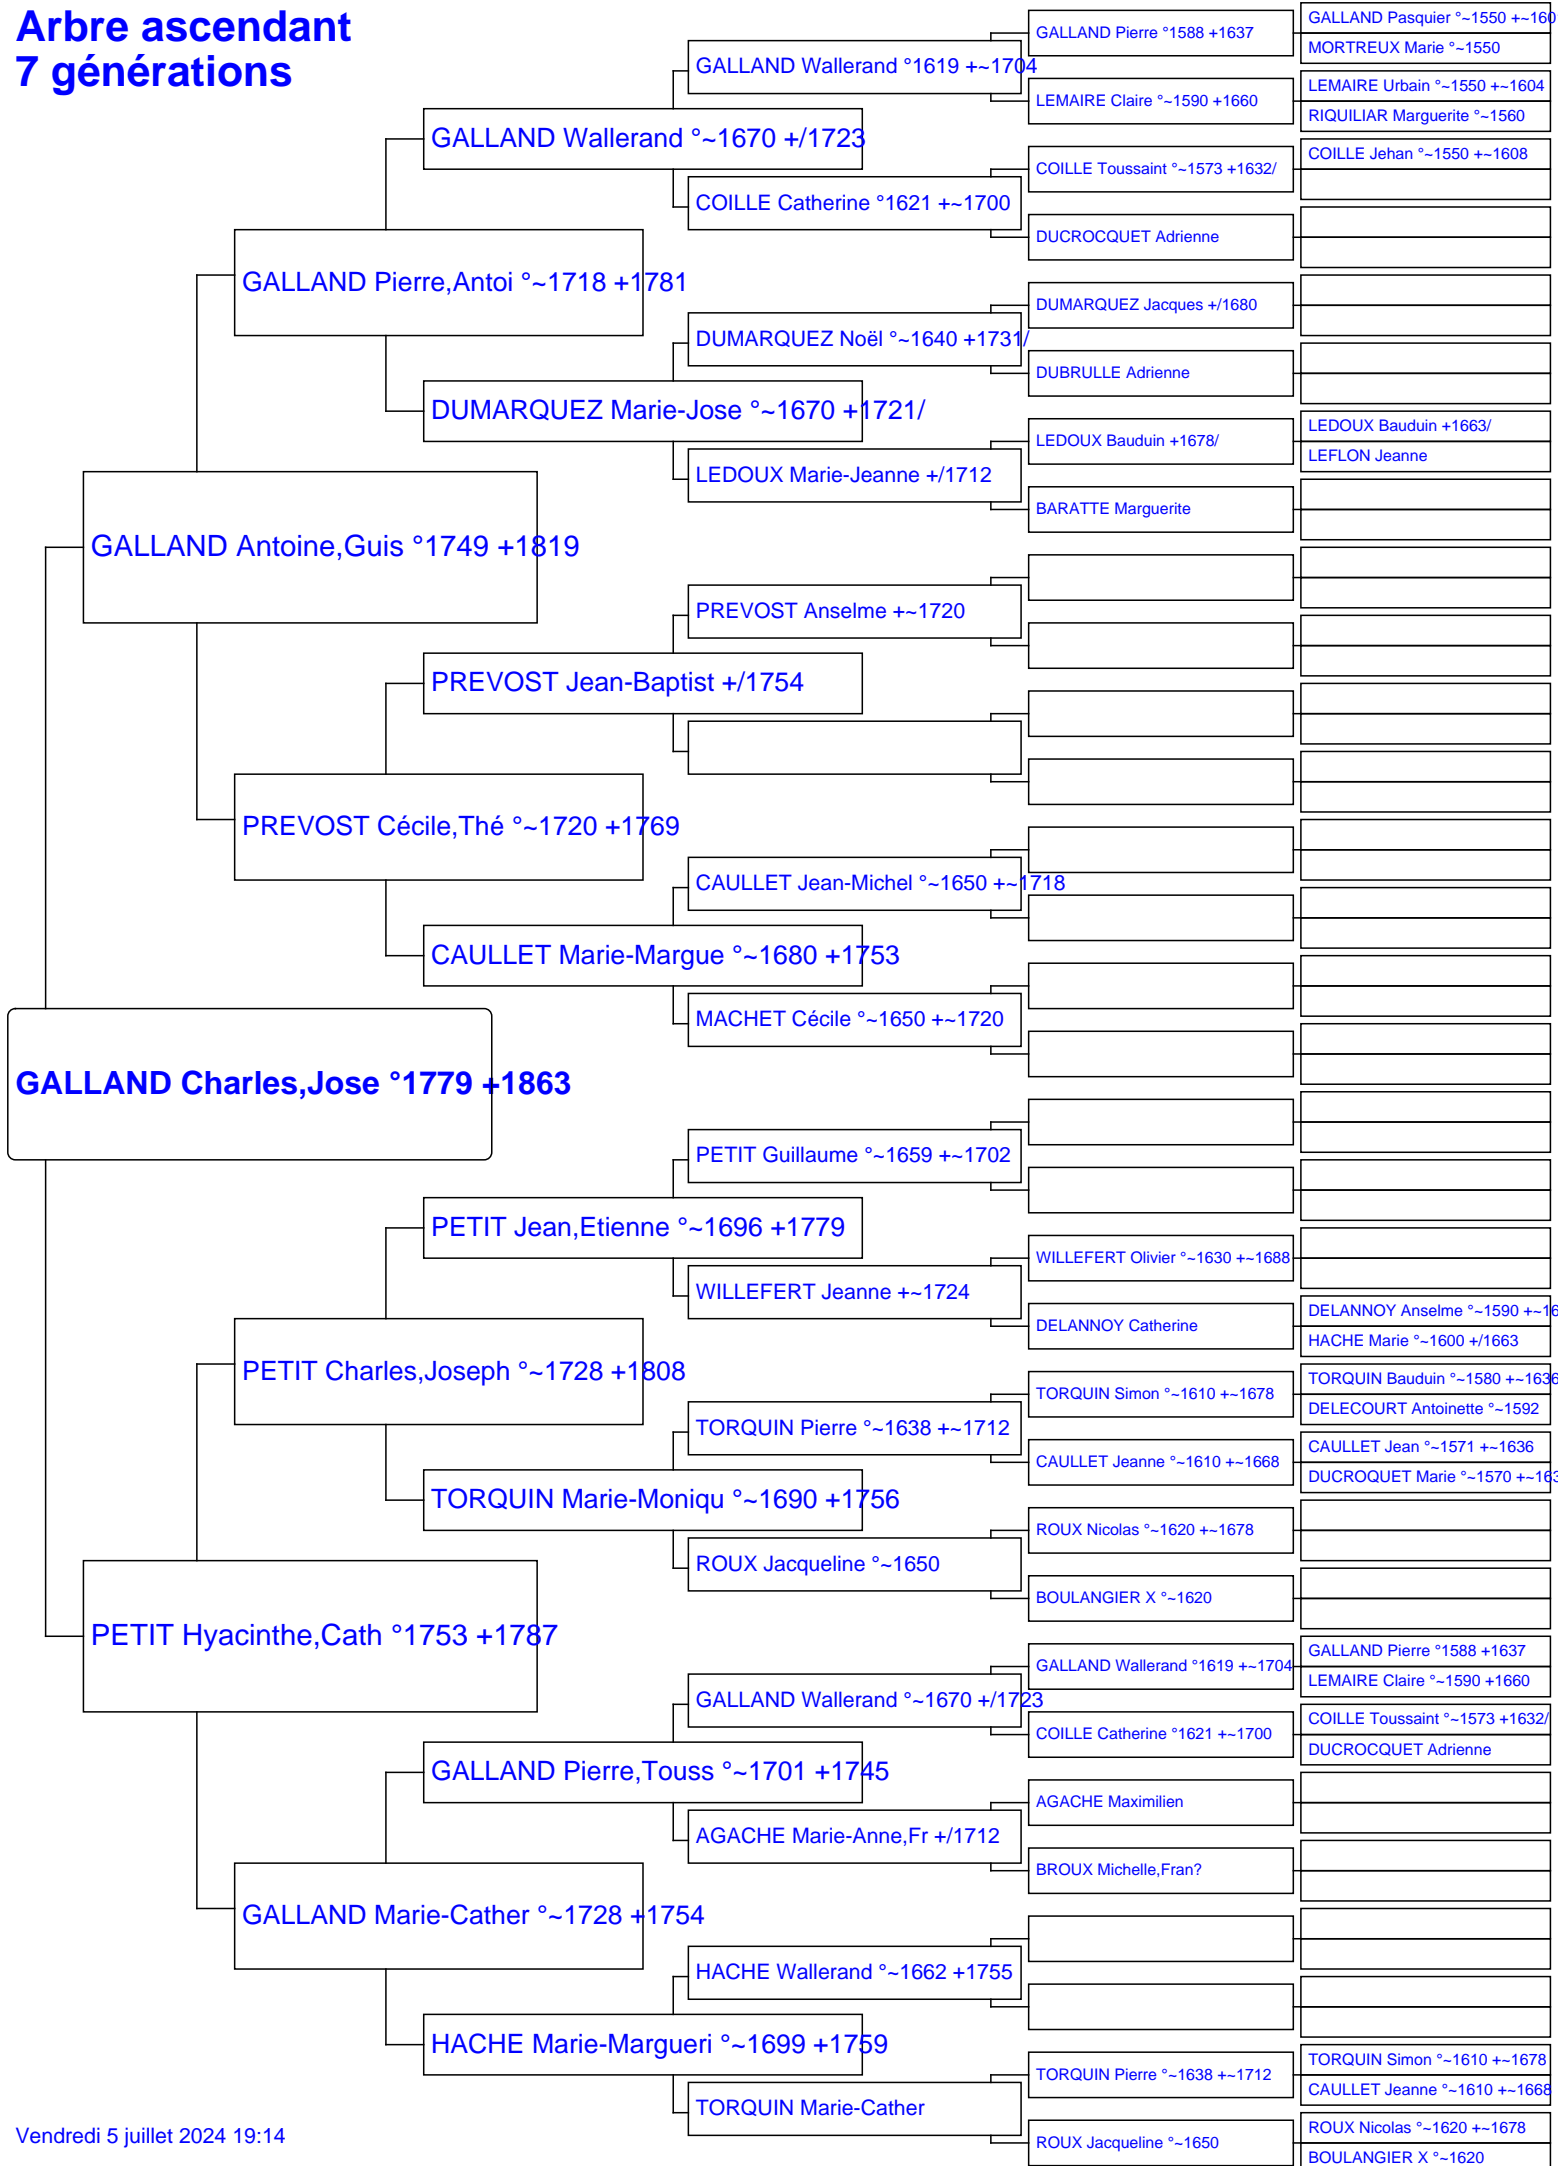 Arbre ascendant
7 générations
GALLAND Charles,Jose °1779 +1863
GALLAND Antoine,Guis °1749 +1819
PETIT Hyacinthe,Cath °1753 +1787
GALLAND Pierre,Antoi °~1718 +1781
PREVOST Cécile,Thé °~1720 +1769
PETIT Charles,Joseph °~1728 +1808
GALLAND Marie-Cather °~1728 +1754
GALLAND Wallerand °~1670 +/1723
DUMARQUEZ Marie-Jose °~1670 +1721/
PREVOST Jean-Baptist +/1754
CAULLET Marie-Margue °~1680 +1753
PETIT Jean,Etienne °~1696 +1779
TORQUIN Marie-Moniqu °~1690 +1756
GALLAND Pierre,Touss °~1701 +1745
HACHE Marie-Margueri °~1699 +1759
GALLAND Wallerand °1619 +~1704
COILLE Catherine °1621 +~1700
DUMARQUEZ Noël °~1640 +1731/
LEDOUX Marie-Jeanne +/1712
PREVOST Anselme +~1720
CAULLET Jean-Michel °~1650 +~1718
MACHET Cécile °~1650 +~1720
PETIT Guillaume °~1659 +~1702
WILLEFERT Jeanne +~1724
TORQUIN Pierre °~1638 +~1712
ROUX Jacqueline °~1650
GALLAND Wallerand °~1670 +/1723
AGACHE Marie-Anne,Fr +/1712
HACHE Wallerand °~1662 +1755
TORQUIN Marie-Cather
GALLAND Pierre °1588 +1637
LEMAIRE Claire °~1590 +1660
COILLE Toussaint °~1573 +1632/
DUCROCQUET Adrienne
DUMARQUEZ Jacques +/1680
DUBRULLE Adrienne
LEDOUX Bauduin +1678/
BARATTE Marguerite
WILLEFERT Olivier °~1630 +~1688
DELANNOY Catherine
TORQUIN Simon °~1610 +~1678
CAULLET Jeanne °~1610 +~1668
ROUX Nicolas °~1620 +~1678
BOULANGIER X °~1620
GALLAND Wallerand °1619 +~1704
COILLE Catherine °1621 +~1700
AGACHE Maximilien
BROUX Michelle,Fran?
TORQUIN Pierre °~1638 +~1712
ROUX Jacqueline °~1650
GALLAND Pasquier °~1550 +~160
MORTREUX Marie °~1550
LEMAIRE Urbain °~1550 +~1604
RIQUILIAR Marguerite °~1560
COILLE Jehan °~1550 +~1608
LEDOUX Bauduin +1663/
LEFLON Jeanne
DELANNOY Anselme °~1590 +~16
HACHE Marie °~1600 +/1663
TORQUIN Bauduin °~1580 +~1636
DELECOURT Antoinette °~1592
CAULLET Jean °~1571 +~1636
DUCROQUET Marie °~1570 +~163
GALLAND Pierre °1588 +1637
LEMAIRE Claire °~1590 +1660
COILLE Toussaint °~1573 +1632/
DUCROCQUET Adrienne
TORQUIN Simon °~1610 +~1678
CAULLET Jeanne °~1610 +~1668
ROUX Nicolas °~1620 +~1678
BOULANGIER X °~1620
Vendredi 5 juillet 2024 19:14